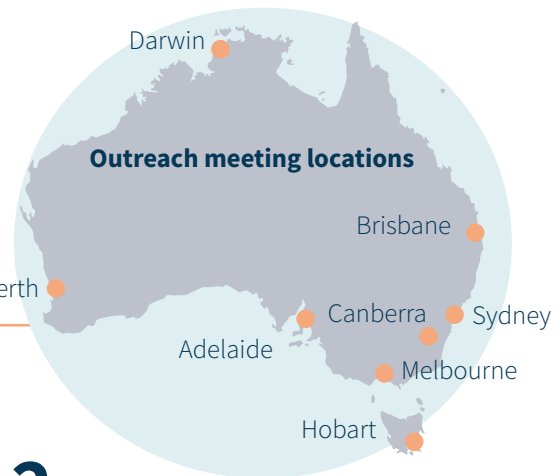 Darwin
Outreach meeting locations
Brisbane
erth
Canberra
Sydney
Adelaide
Melbourne
Hobart